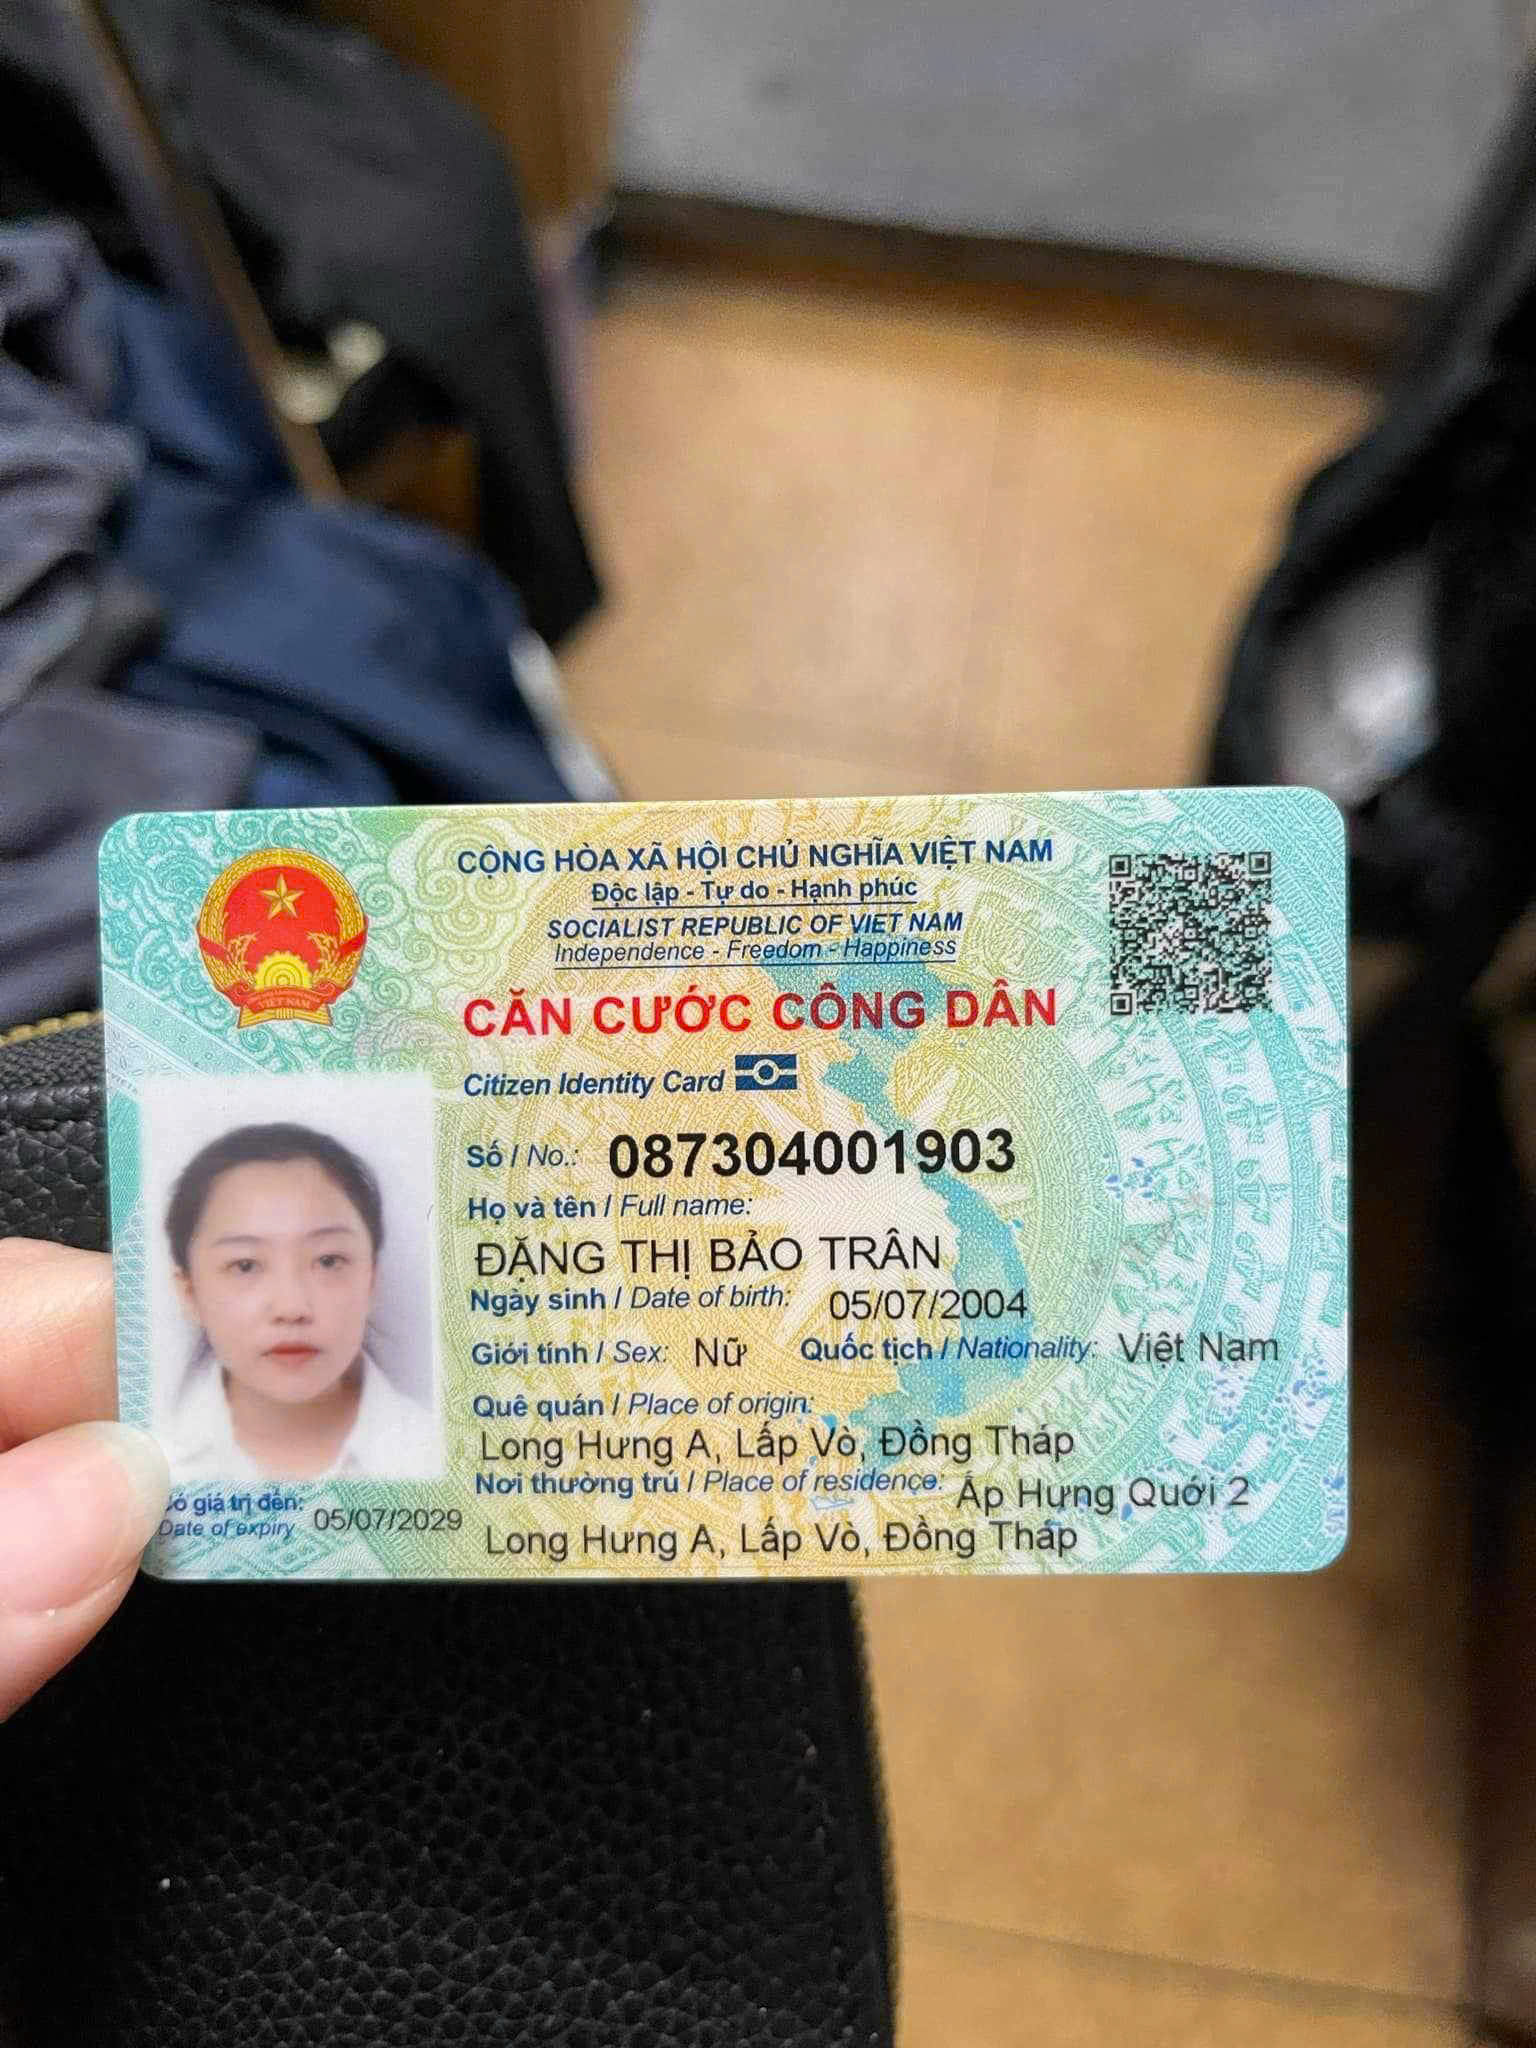 CỘNG HÒA XÃ HỘI CHỦ NGHĨA VIỆT NAM
Độc lập - Tự do - Hạnh phúc
SOCIALIST REPUBLIC OF VIET NAM
Independence - Freedom - Happiness
CĂN CƯỚC CÔNG DÂN
Citizen Identity Card
Số / No.: 087304001903
Họ và tên / Full name:
ĐẶNG THỊ BẢO TRÂN
Ngày sinh / Date of birth: 05/07/2004
Giới tính / Sex: Nữ Quốc tịch / Nationality: Việt Nam
Quê quán / Place of origin:
Long Hưng A, Lấp Vò, Đồng Tháp
Nơi thường trú / Place of residence: Ấp Hưng Quới 2
Long Hưng A, Lấp Vò, Đồng Tháp
có giá trị đến: 05/07/2029
Date of expiry
VIỆT NAM